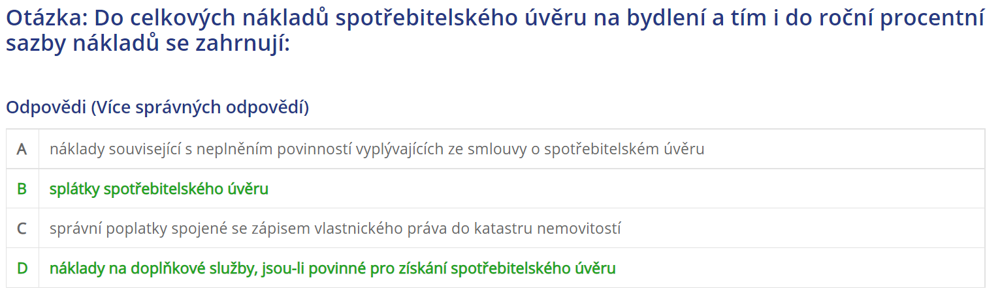 Otázka: Do celkových nákladů spotřebitelského úvěru na bydlení a tím i do roční procentní
sazby nákladů se zahrnují:
Odpovědi (Více správných odpovědí)
A náklady související s neplněním povinností vyplývajících ze smlouvy o spotřebitelském úvěru
B splátky spotřebitelského úvěru
C správní poplatky spojené se zápisem vlastnického práva do katastru nemovitostí
D náklady na doplňkové služby, jsou-li povinné pro získání spotřebitelského úvěru